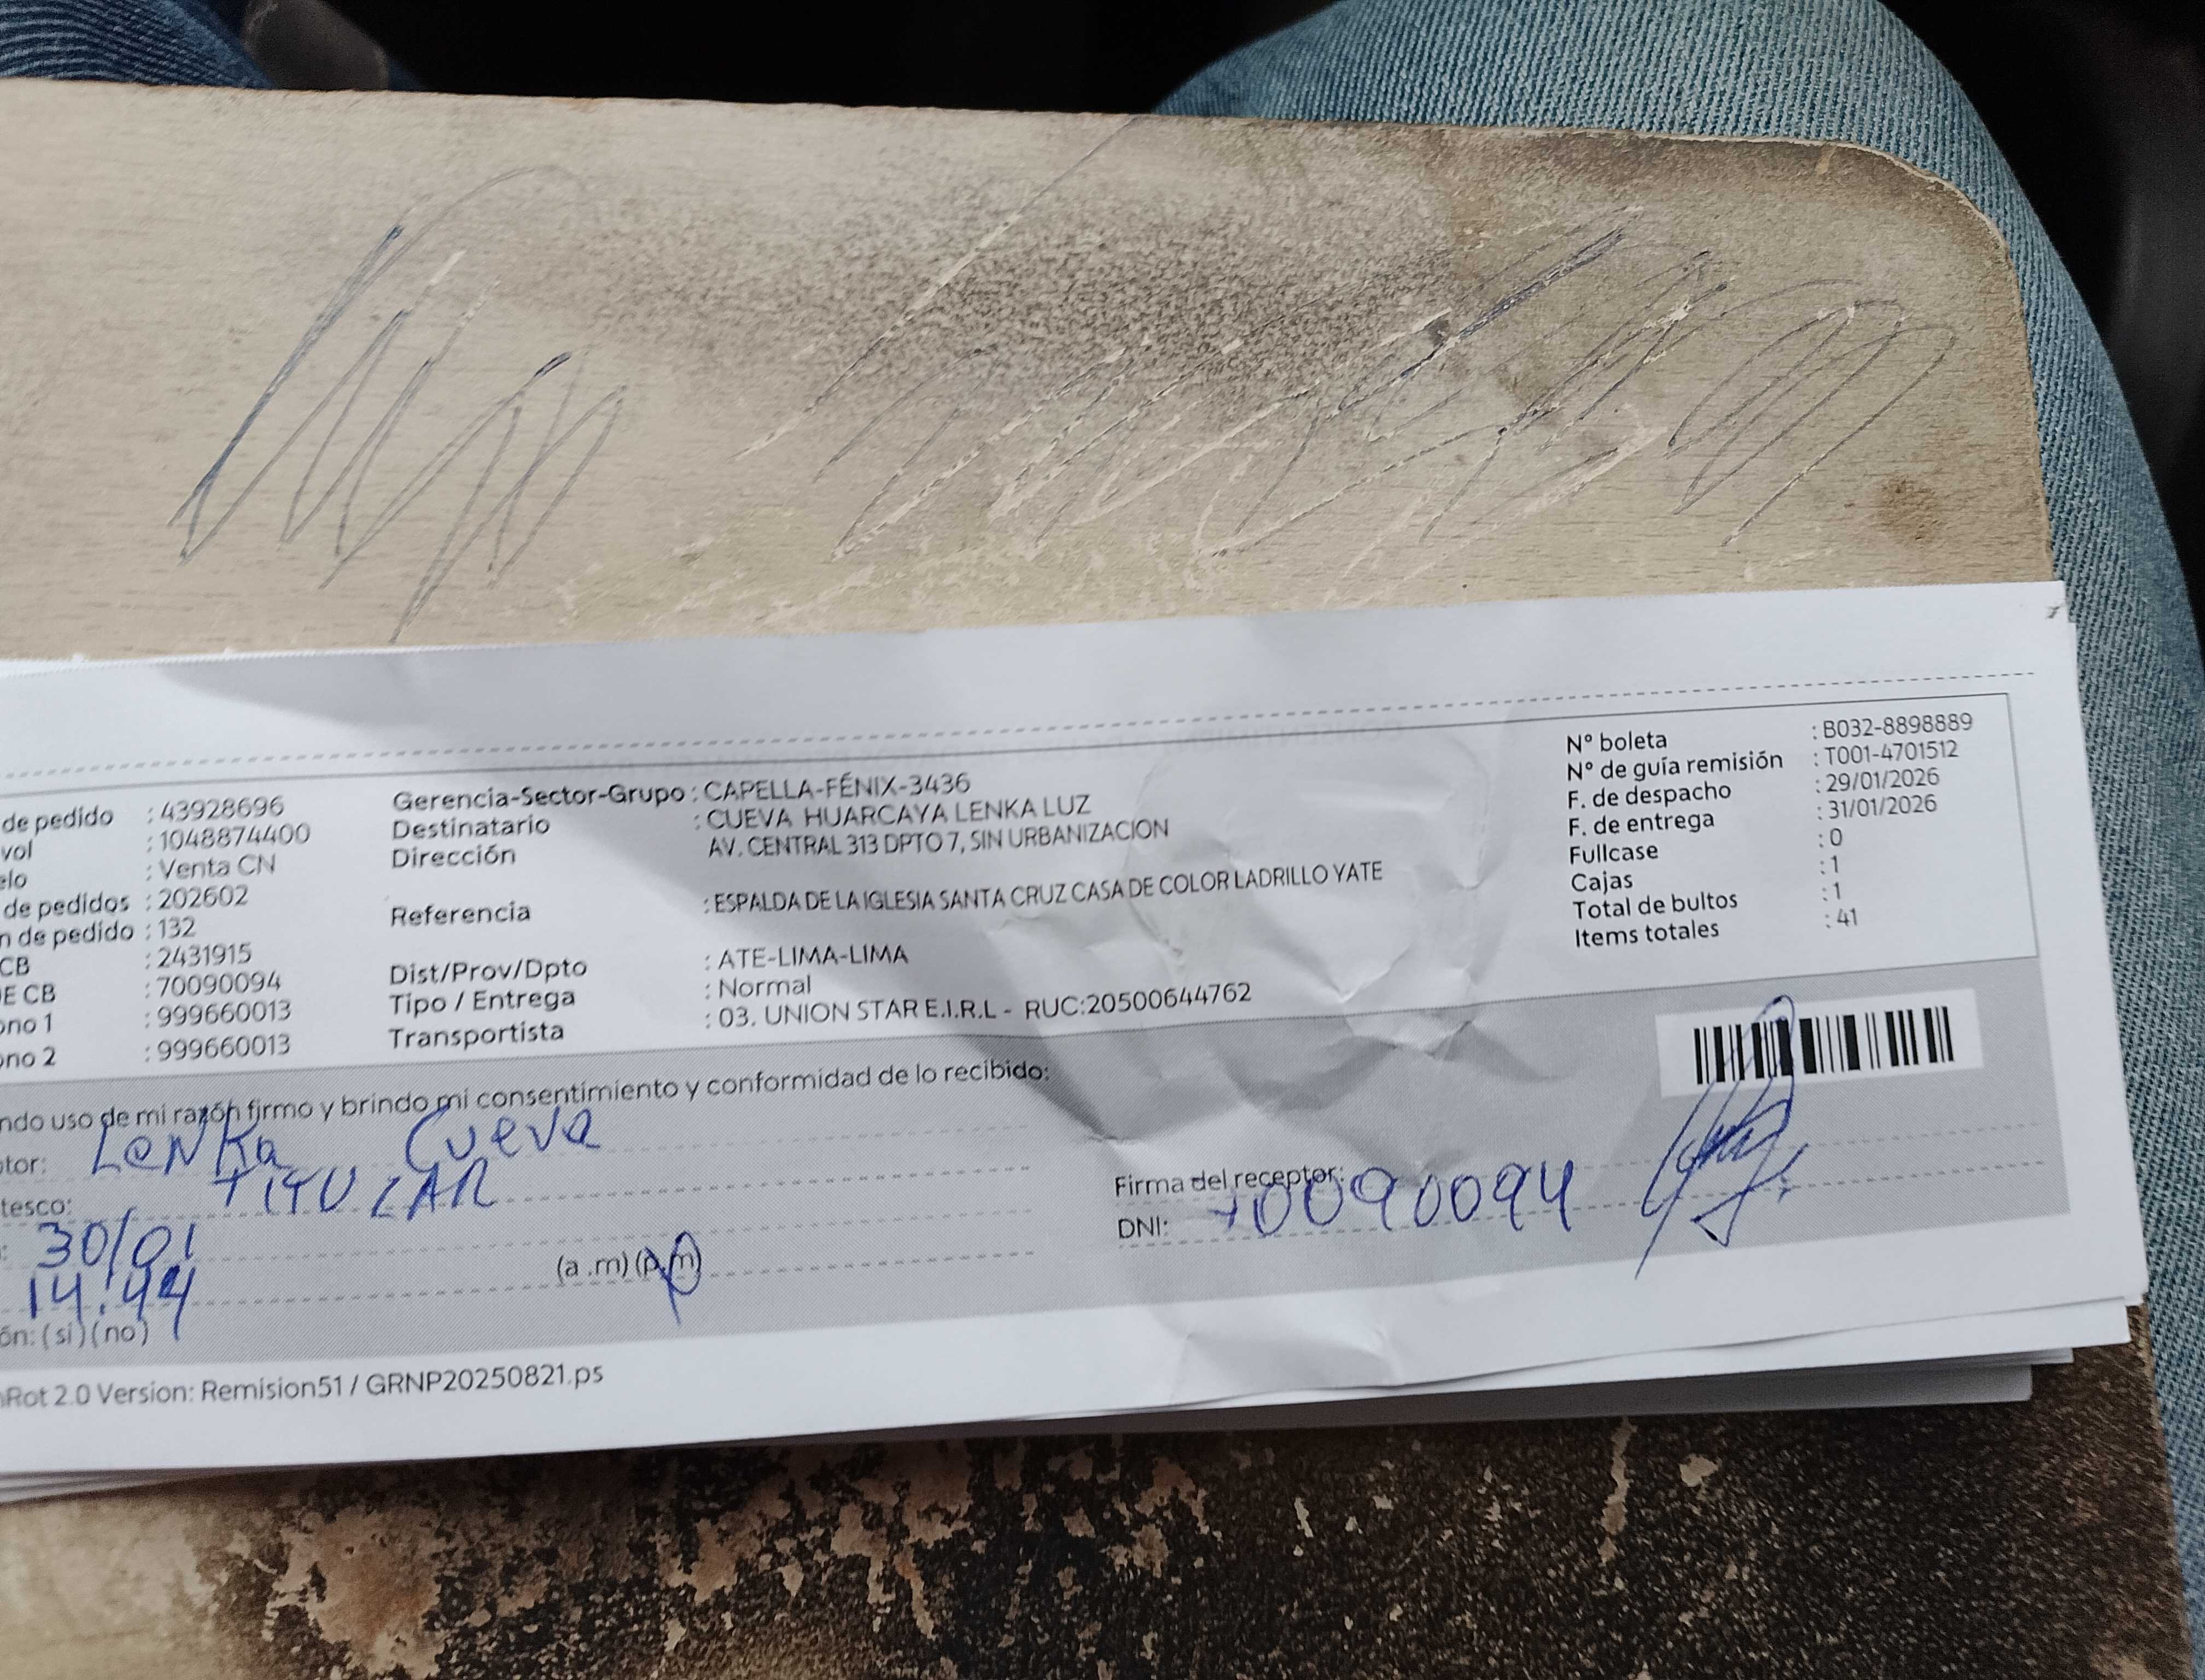 de pedido : 43928696
vol : 1048874400
elo : Venta CN
de pedidos : 202602
n de pedido : 132
CB : 2431915
E CB : 70090094
ono 1 : 999660013
ono 2 : 999660013
Gerencia-Sector-Grupo : CAPELLA-FÉNIX-3436
Destinatario : CUEVA HUARCAYA LENKA LUZ
Dirección AV. CENTRAL 313 DPTO 7, SIN URBANIZACION
Referencia : ESPALDA DE LA IGLESIA SANTA CRUZ CASA DE COLOR LADRILLO YATE
Dist/Prov/Dpto : ATE-LIMA-LIMA
Tipo / Entrega : Normal
Transportista : 03. UNION STAR E.I.R.L - RUC:20500644762
N° boleta : B032-8898889
N° de guía remisión : T001-4701512
F. de despacho : 29/01/2026
F. de entrega : 31/01/2026
Fullcase : 0
Cajas : 1
Total de bultos : 1
Items totales : 41
ndo uso de mi razón firmo y brindo mi consentimiento y conformidad de lo recibido:
tor: LeNKa Cueva
tesco: TITULAR
: 30/01
14:44 (a.m) (p.m)
ón: (si) (no)
Firma del receptor:
DNI: 70090094
Rot 2.0 Version: Remision51 / GRNP20250821.ps